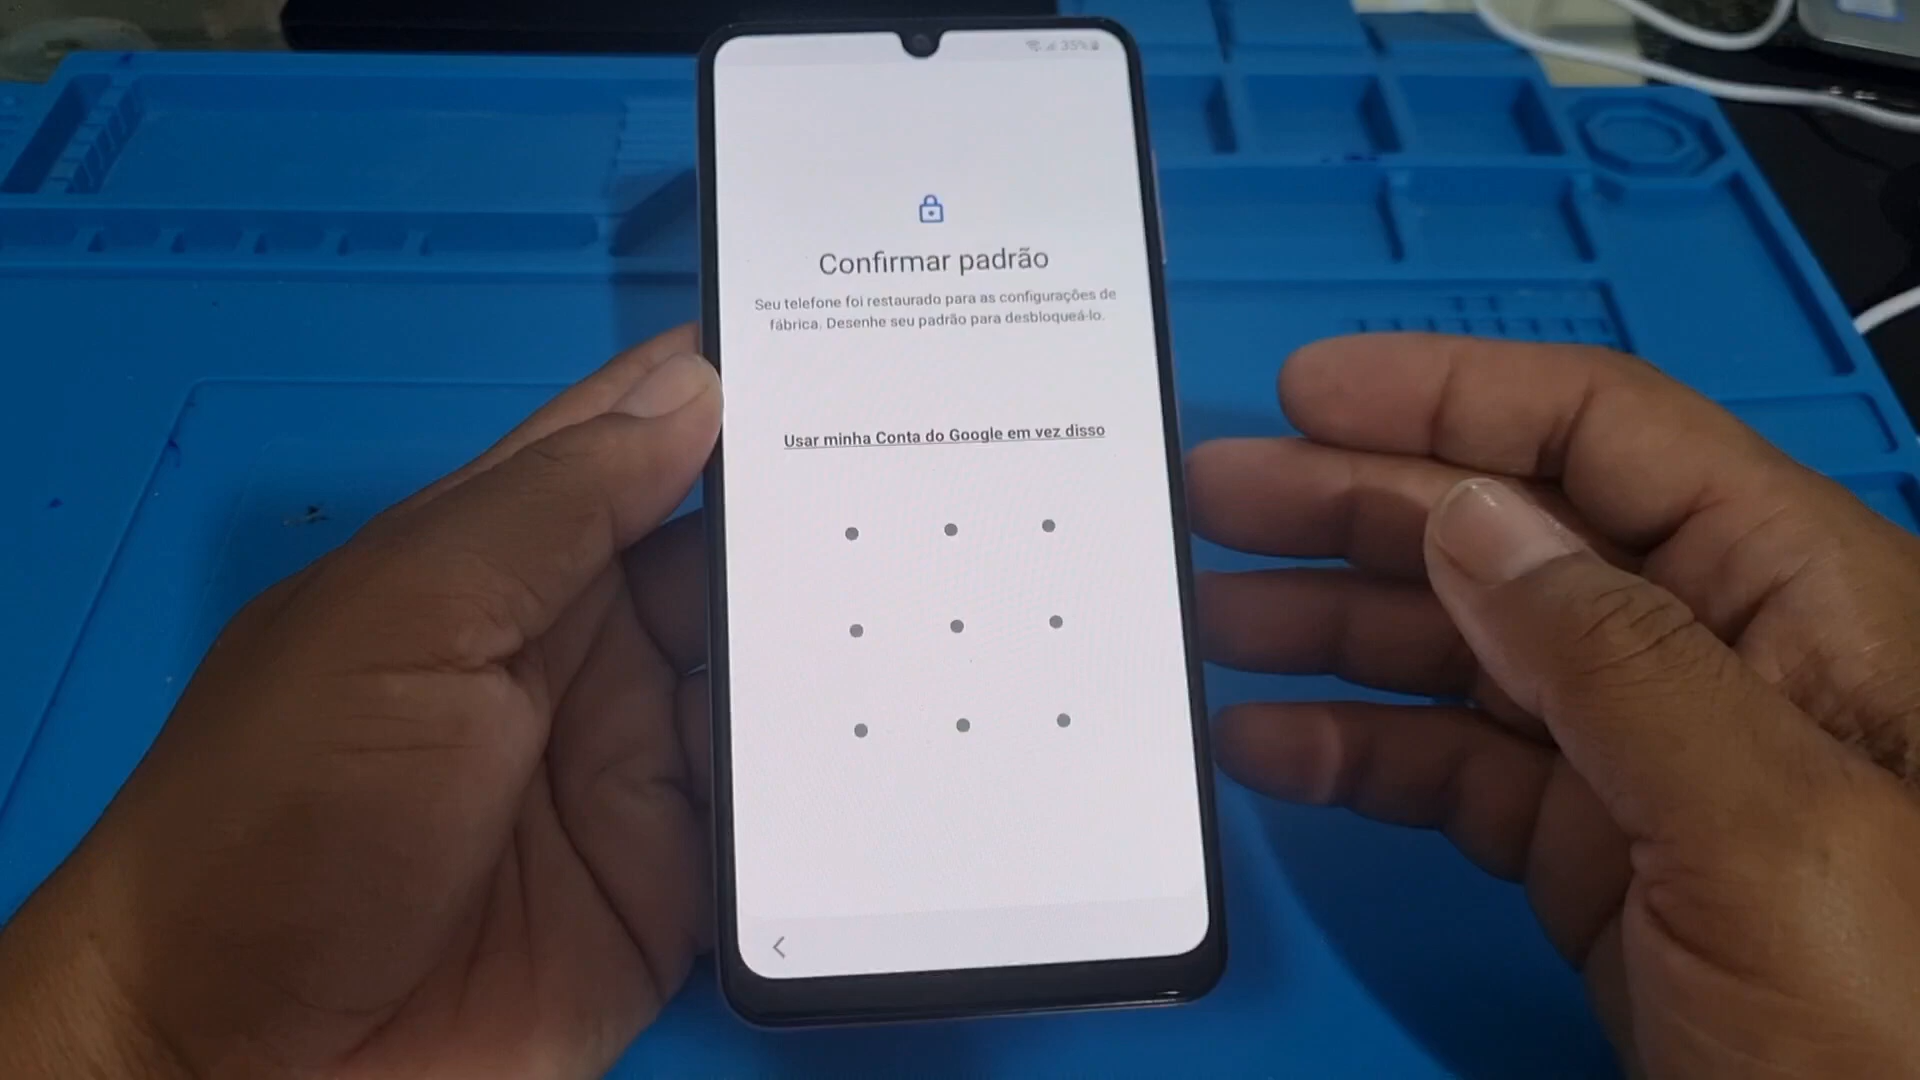 35%
Confirmar padrão
Seu telefone foi restaurado para as configurações de
fábrica. Desenhe seu padrão para desbloqueá-lo.
Usar minha Conta do Google em vez disso